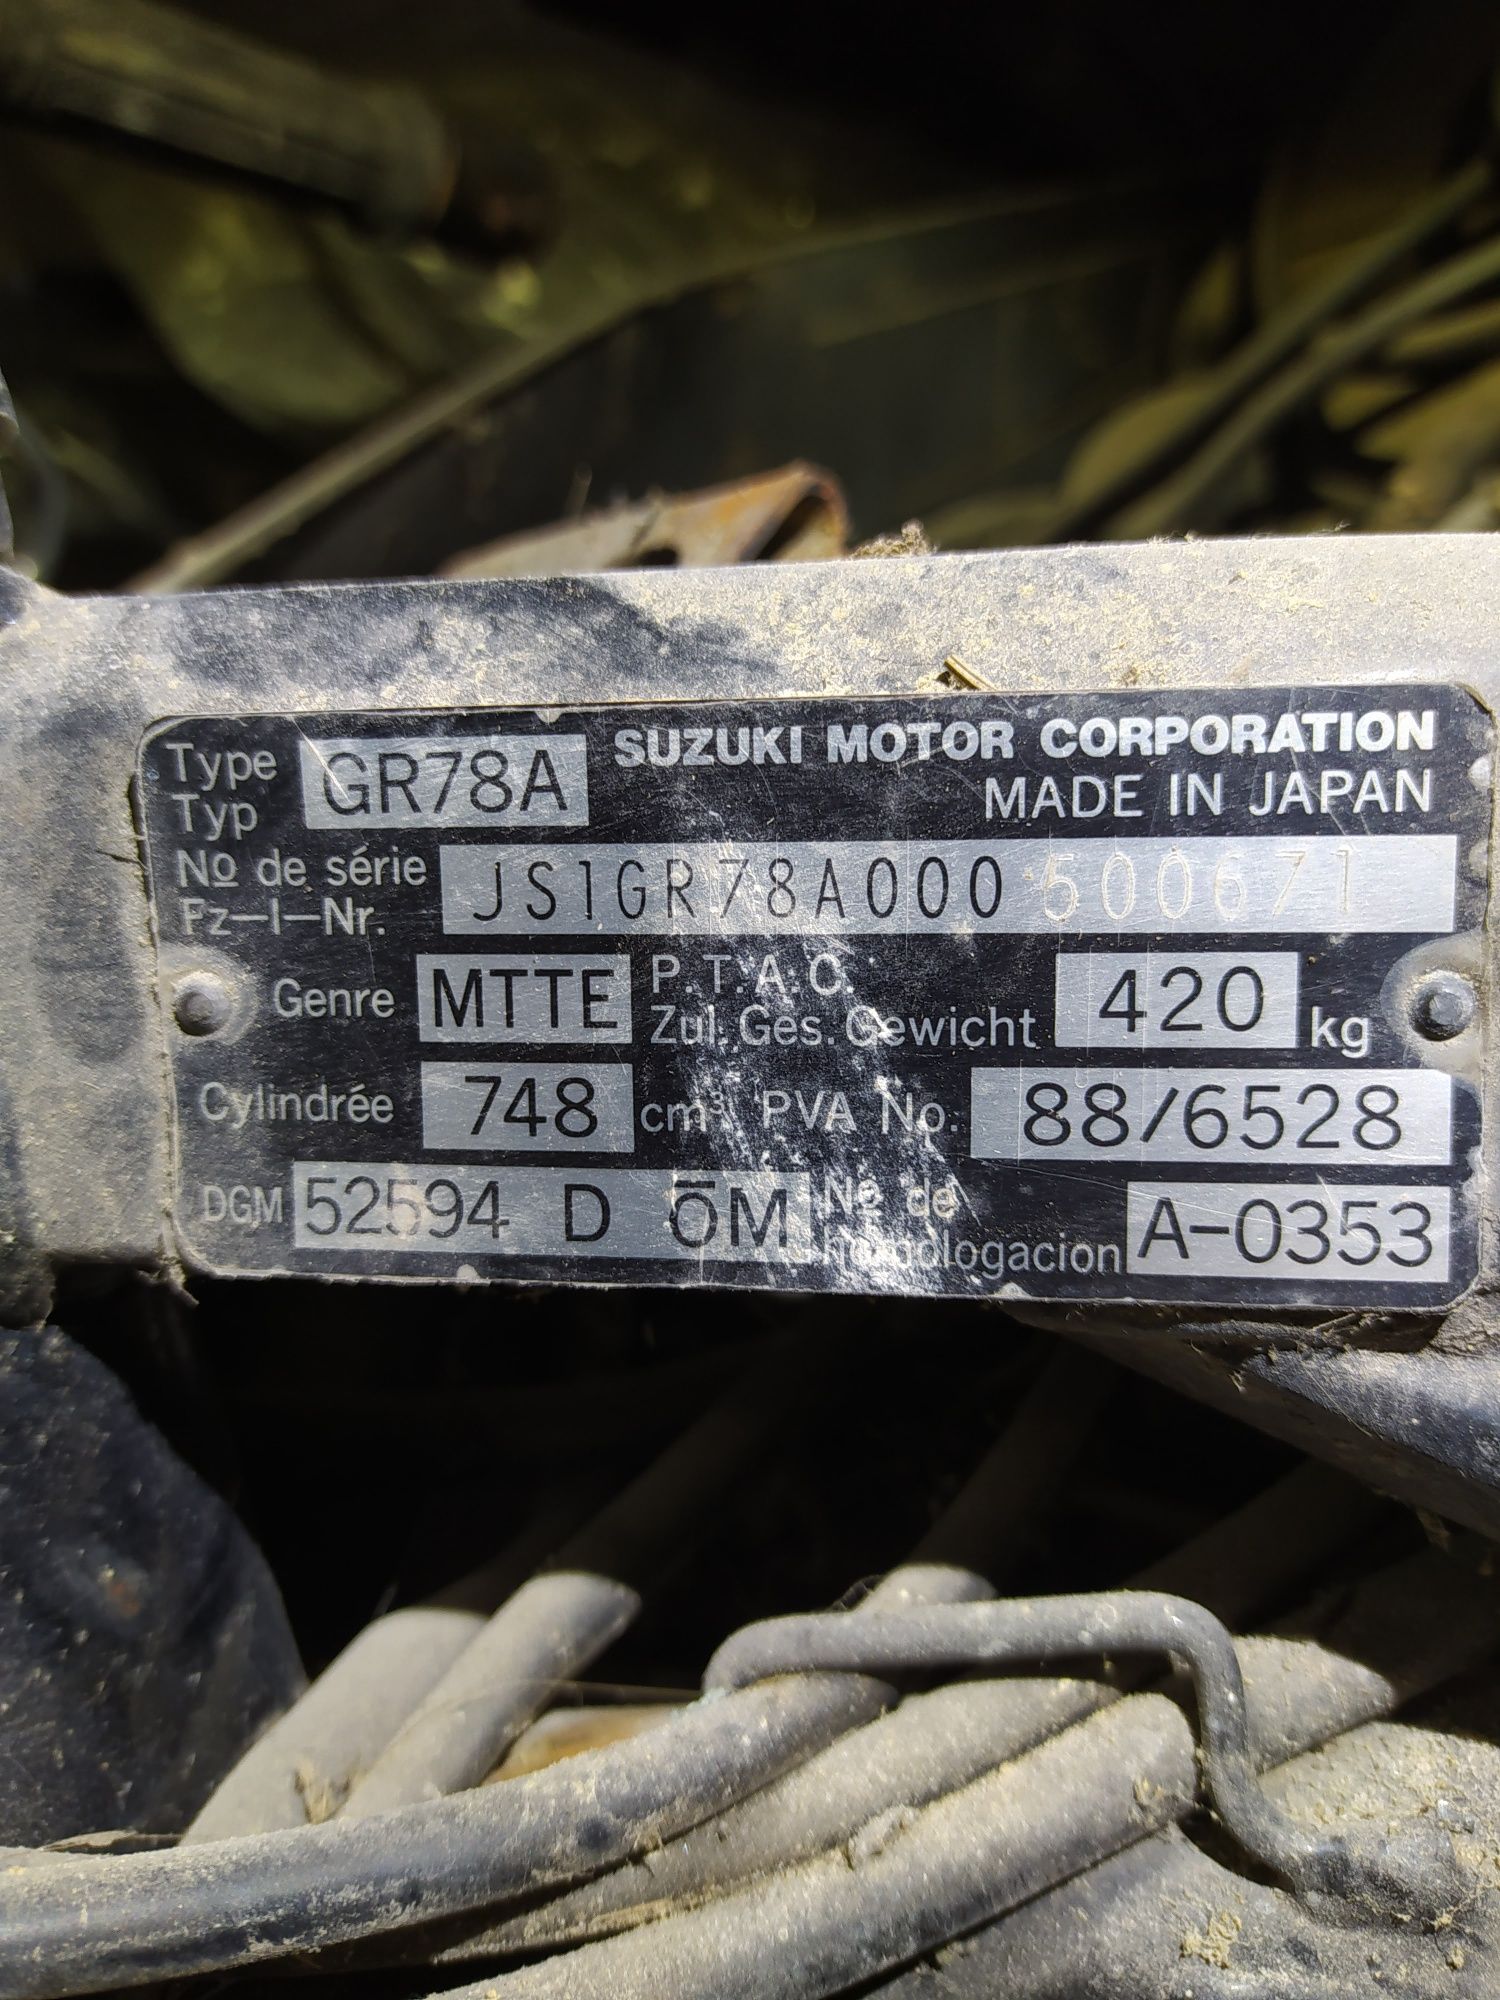 Type
Typ GR78A SUZUKI MOTOR CORPORATION
MADE IN JAPAN
No de série
Fz-I-Nr. JS1GR78A000500671
Genre MTTE P.T.A.C.
Zul. Ges. Gewicht 420 kg
Cylindrée 748 cm³ PVA No. 88/6528
DGM 52594 D ŌM No de
homologacion A-0353